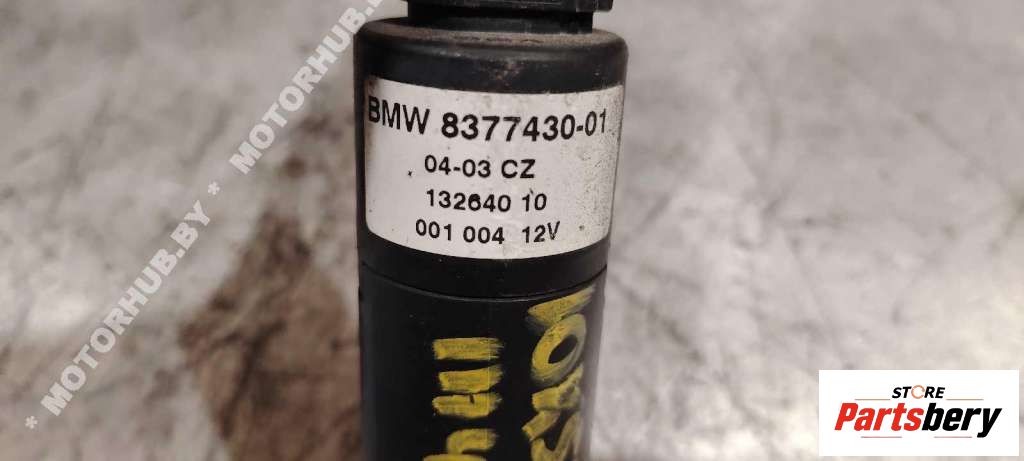 BMW 8377430-01
04-03 CZ
132640 10
001 004 12V
* MOTORHUB.BY * MOTORHUB.BY
STORE
Partsbery